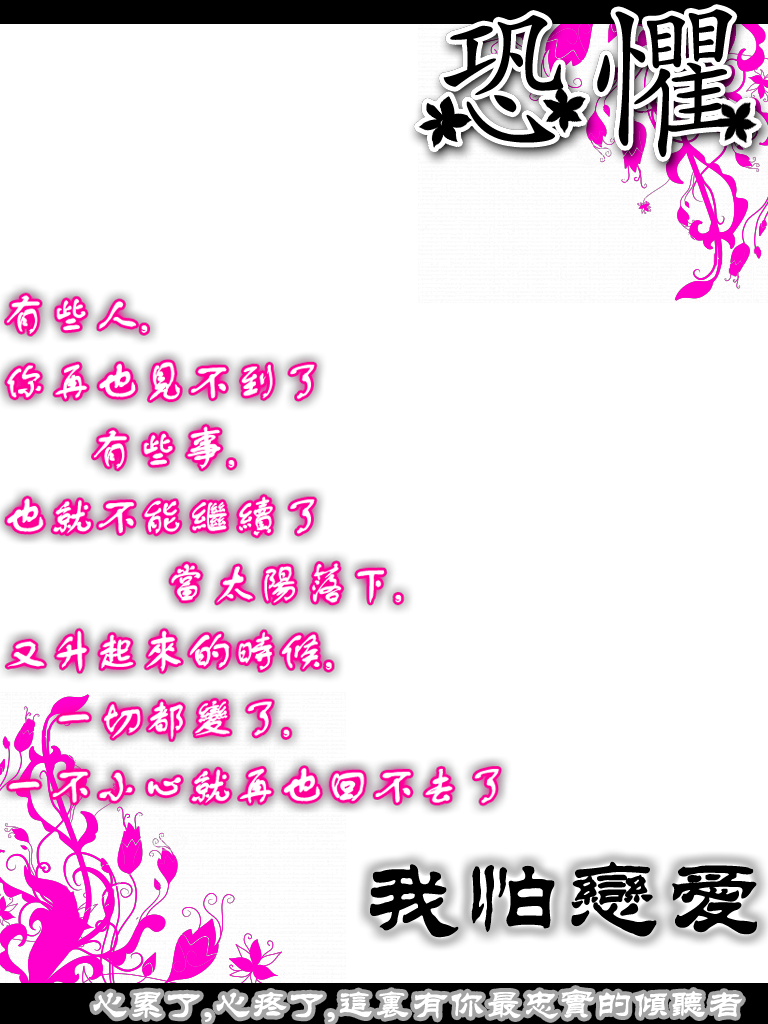 恐懼
有些人,
你再也見不到了
有些事,
也就不能繼續了
當太陽落下,
又升起來的時候,
一切都變了,
一不小心就再也回不去了
我怕戀愛
心累了,心疼了,這裏有你最忠實的傾聽者